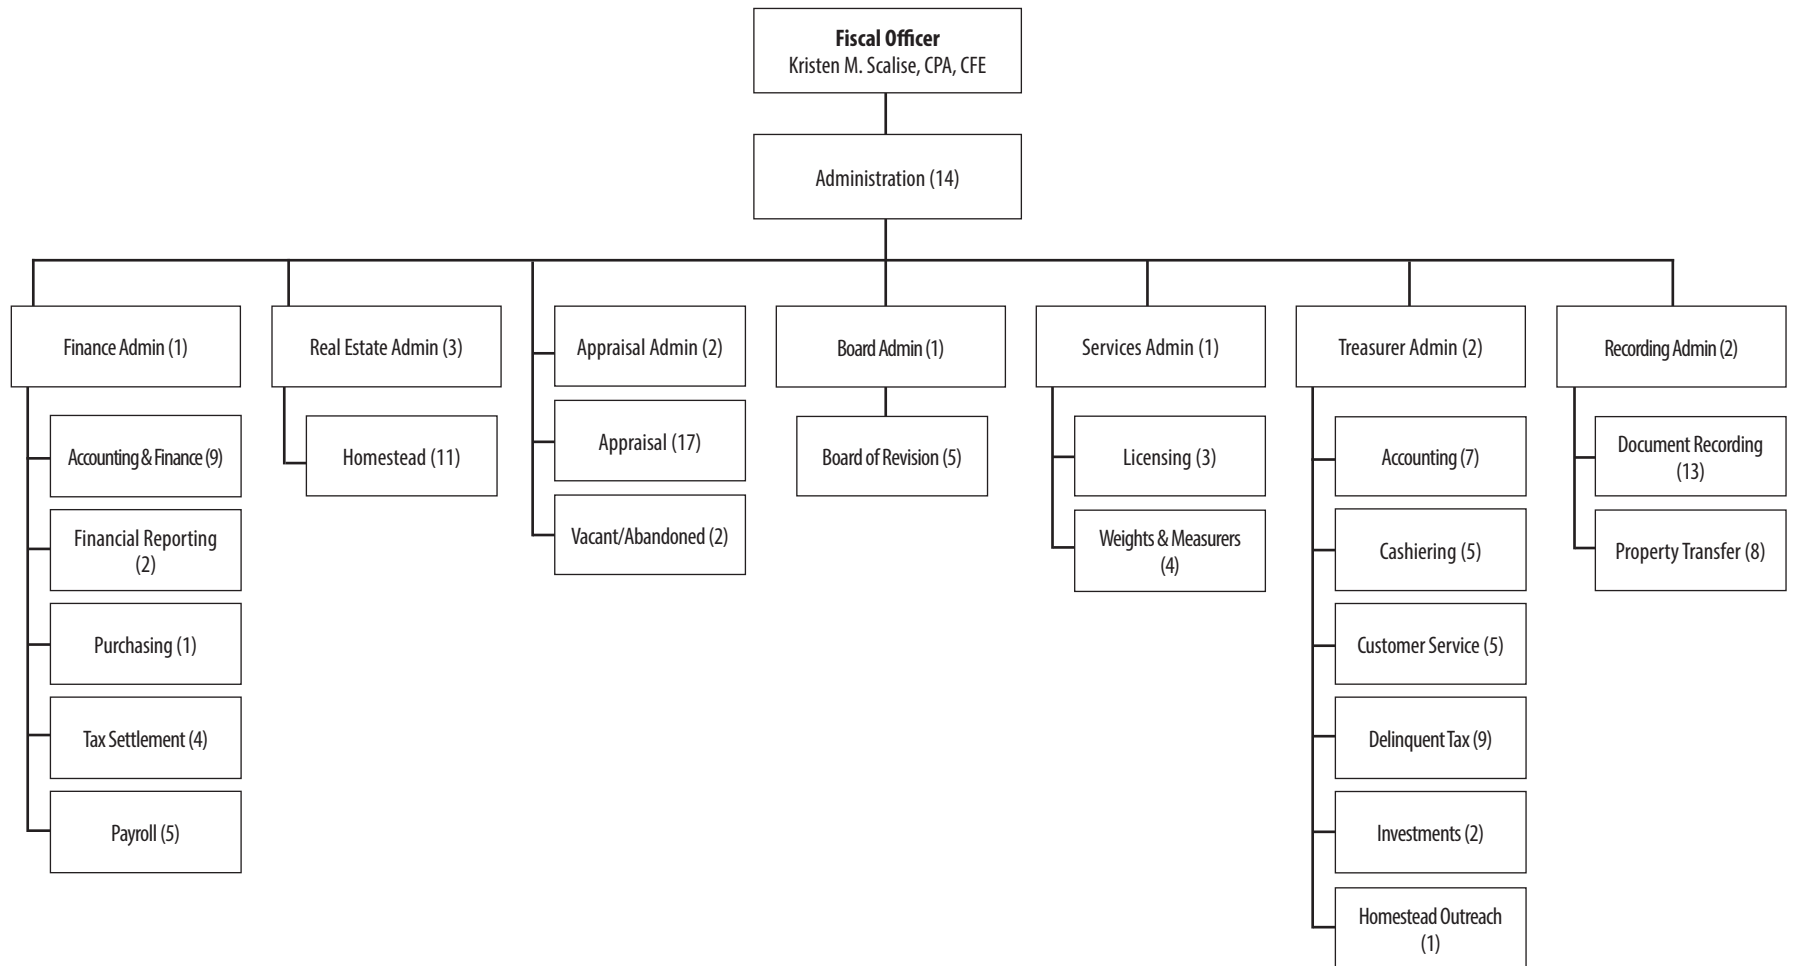 Fiscal Officer
Kristen M. Scalise, CPA, CFE
Administration (14)
Finance Admin (1)
Accounting & Finance (9)
Financial Reporting
(2)
Purchasing (1)
Tax Settlement (4)
Payroll (5)
Real Estate Admin (3)
Homestead (11)
Appraisal Admin (2)
Appraisal (17)
Vacant/Abandoned (2)
Board Admin (1)
Board of Revision (5)
Services Admin (1)
Licensing (3)
Weights & Measurers
(4)
Treasurer Admin (2)
Accounting (7)
Cashiering (5)
Customer Service (5)
Delinquent Tax (9)
Investments (2)
Homestead Outreach
(1)
Recording Admin (2)
Document Recording
(13)
Property Transfer (8)